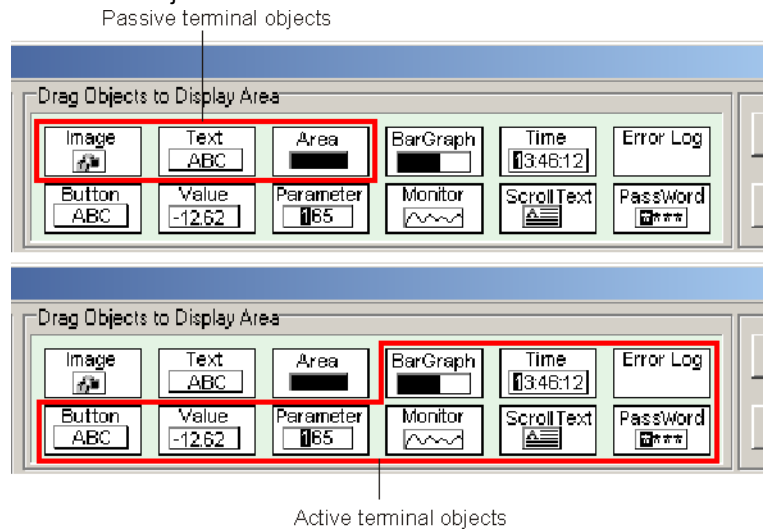 Passive terminal objects
Drag Objects to Display Area
Image Text Area BarGraph Time Error Log
ABC 13:46:12
Button Value Parameter Monitor ScrollText PassWord
ABC -12.62 165 A ****
Drag Objects to Display Area
Image Text Area BarGraph Time Error Log
ABC 13:46:12
Button Value Parameter Monitor ScrollText PassWord
ABC -12.62 165 A ****
Active terminal objects